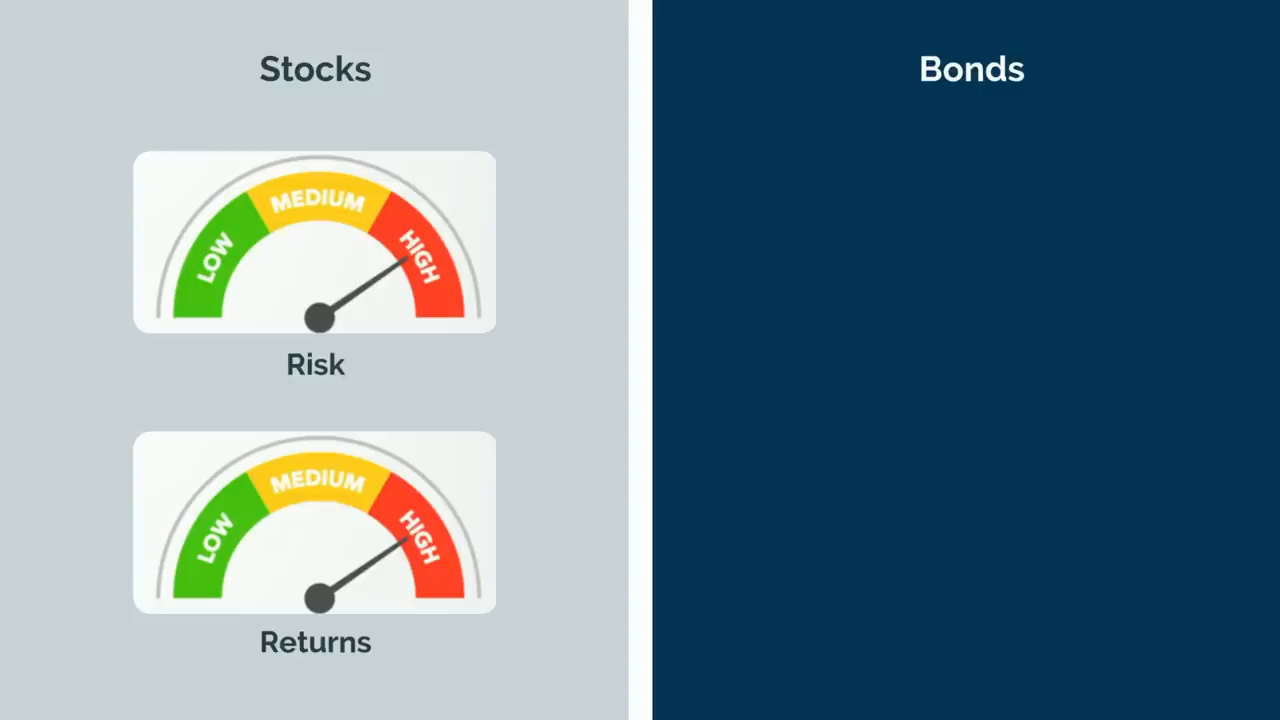 Stocks
LOW MEDIUM HIGH
Risk
LOW MEDIUM HIGH
Returns
Bonds